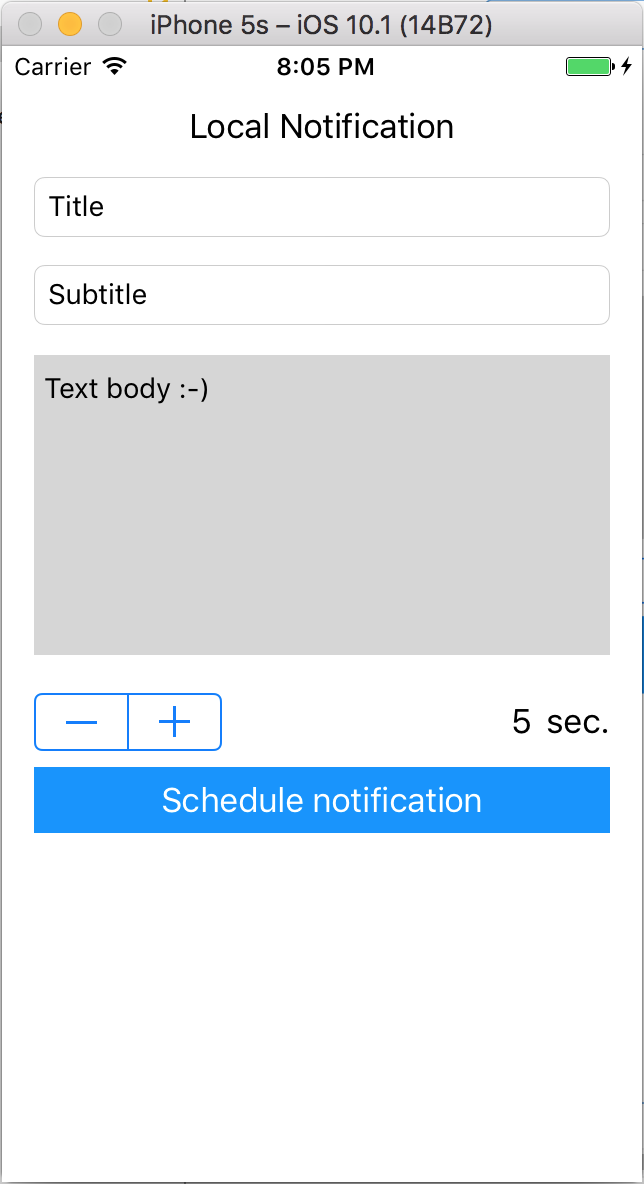 iPhone 5s – iOS 10.1 (14B72)
Carrier 8:05 PM
Local Notification
Title
Subtitle
Text body :-)
5 sec.
Schedule notification